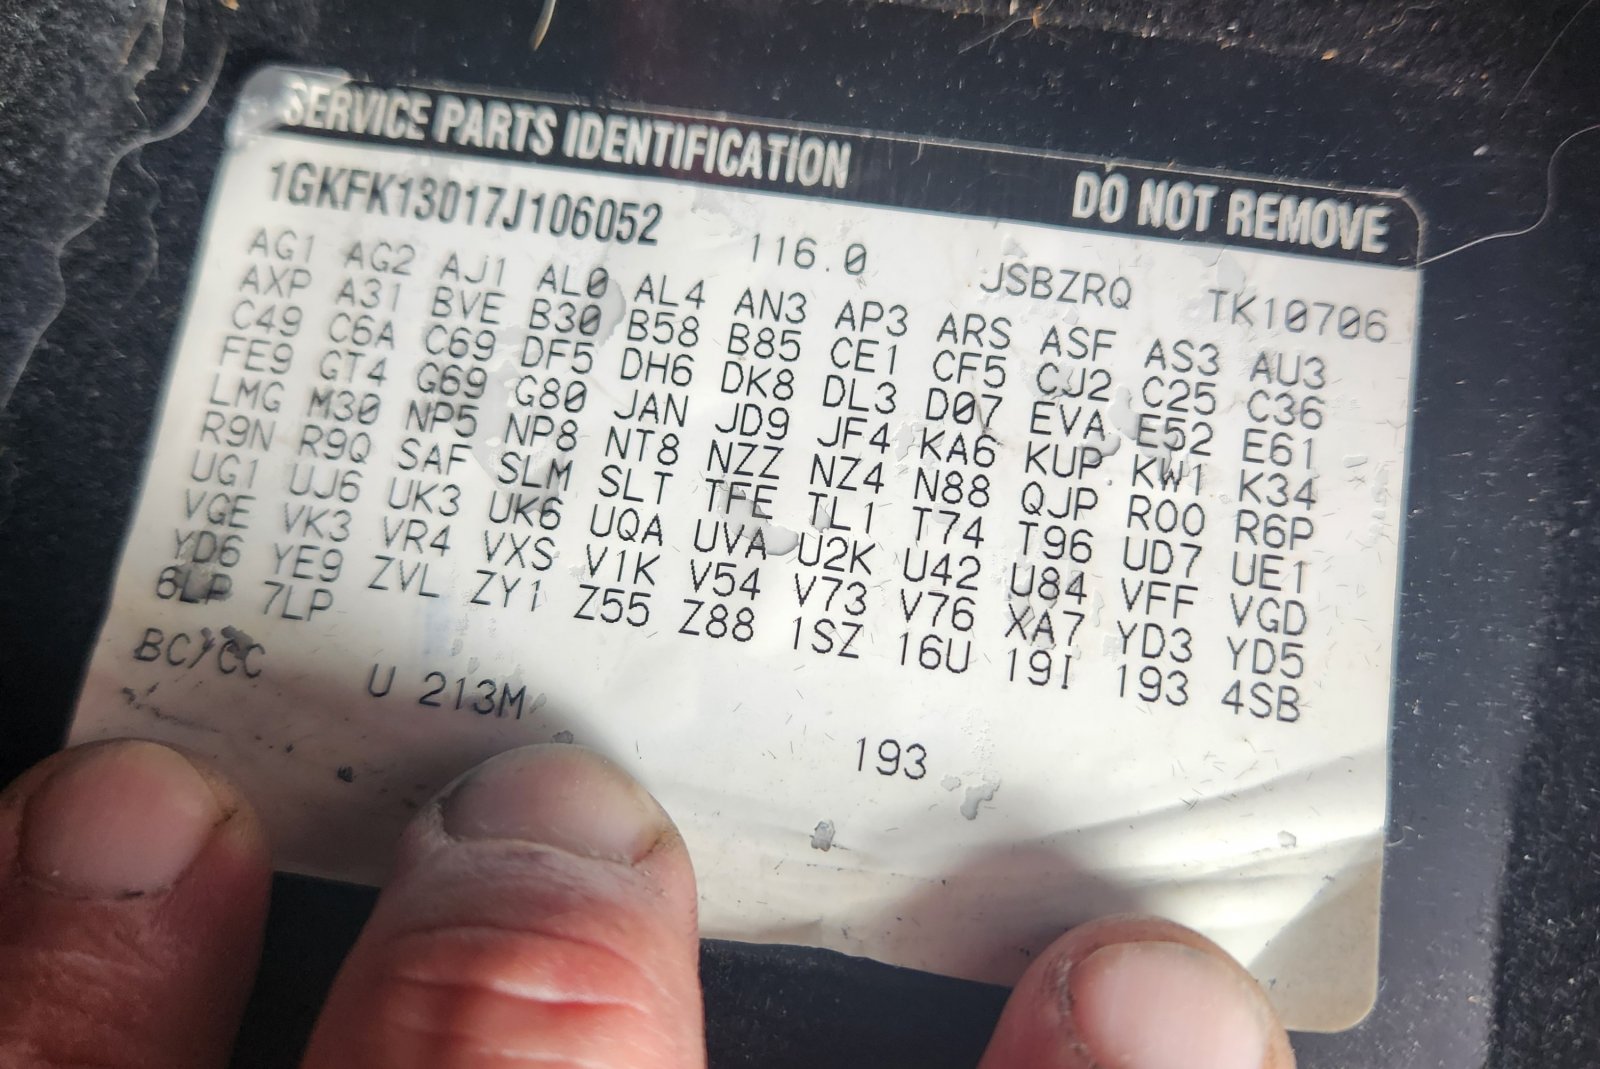 SERVICE PARTS IDENTIFICATION DO NOT REMOVE
1GKFK13017J106052 116.0 JSBZRQ TK10706
AG1 AG2 AJ1 AL0 AL4 AN3 AP3 ARS ASF AS3 AU3
AXP A31 BVE B30 B58 B85 CE1 CF5 CJ2 C25 C36
C49 C6A C69 DF5 DH6 DK8 DL3 D07 EVA E52 E61
FE9 GT4 G69 G80 JAN JD9 JF4 KA6 KUP KW1 K34
LMG M30 NP5 NP8 NT8 NZZ NZ4 N88 QJP ROO R6P
R9N R9Q SAF SLM SLT TFE TL1 T74 T96 UD7 UE1
UG1 UJ6 UK3 UK6 UQA UVA U2K U42 U84 VFF VGD
VGE VK3 VR4 VXS V1K V54 V73 V76 XA7 YD3 YD5
YD6 YE9 ZVL ZY1 Z55 Z88 1SZ 16U 19I 193 4SB
6LP 7LP
BC/CC U 213M 193